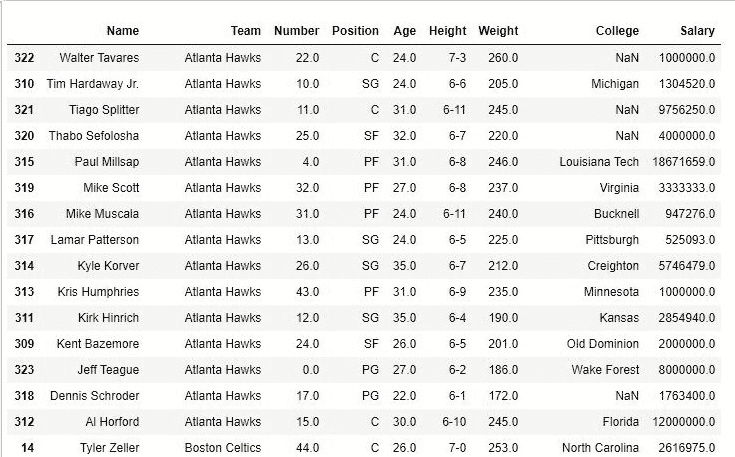 Name Team Number Position Age Height Weight College Salary
322 Walter Tavares Atlanta Hawks 22.0 C 24.0 7-3 260.0 NaN 1000000.0
310 Tim Hardaway Jr. Atlanta Hawks 10.0 SG 24.0 6-6 205.0 Michigan 1304520.0
321 Tiago Splitter Atlanta Hawks 11.0 C 31.0 6-11 245.0 NaN 9756250.0
320 Thabo Sefolosha Atlanta Hawks 25.0 SF 32.0 6-7 220.0 NaN 4000000.0
315 Paul Millsap Atlanta Hawks 4.0 PF 31.0 6-8 246.0 Louisiana Tech 18671659.0
319 Mike Scott Atlanta Hawks 32.0 PF 27.0 6-8 237.0 Virginia 3333333.0
316 Mike Muscala Atlanta Hawks 31.0 PF 24.0 6-11 240.0 Bucknell 947276.0
317 Lamar Patterson Atlanta Hawks 13.0 SG 24.0 6-5 225.0 Pittsburgh 525093.0
314 Kyle Korver Atlanta Hawks 26.0 SG 35.0 6-7 212.0 Creighton 5746479.0
313 Kris Humphries Atlanta Hawks 43.0 PF 31.0 6-9 235.0 Minnesota 1000000.0
311 Kirk Hinrich Atlanta Hawks 12.0 SG 35.0 6-4 190.0 Kansas 2854940.0
309 Kent Bazemore Atlanta Hawks 24.0 SF 26.0 6-5 201.0 Old Dominion 2000000.0
323 Jeff Teague Atlanta Hawks 0.0 PG 27.0 6-2 186.0 Wake Forest 8000000.0
318 Dennis Schroder Atlanta Hawks 17.0 PG 22.0 6-1 172.0 NaN 1763400.0
312 Al Horford Atlanta Hawks 15.0 C 30.0 6-10 245.0 Florida 12000000.0
14 Tyler Zeller Boston Celtics 44.0 C 26.0 7-0 253.0 North Carolina 2616975.0